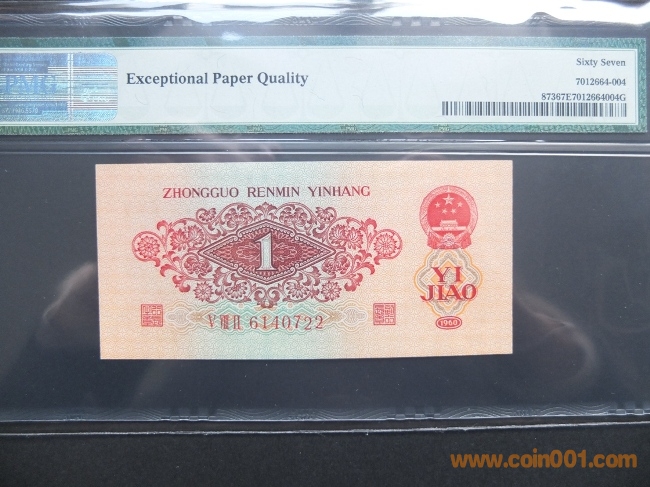 Sixty Seven
Exceptional Paper Quality
7012664-004
87367E7012664004G
ZHONGGUO RENMIN YINHANG
1
YI
JIAO
V VIII II 6140722
1960
www.coin001.com